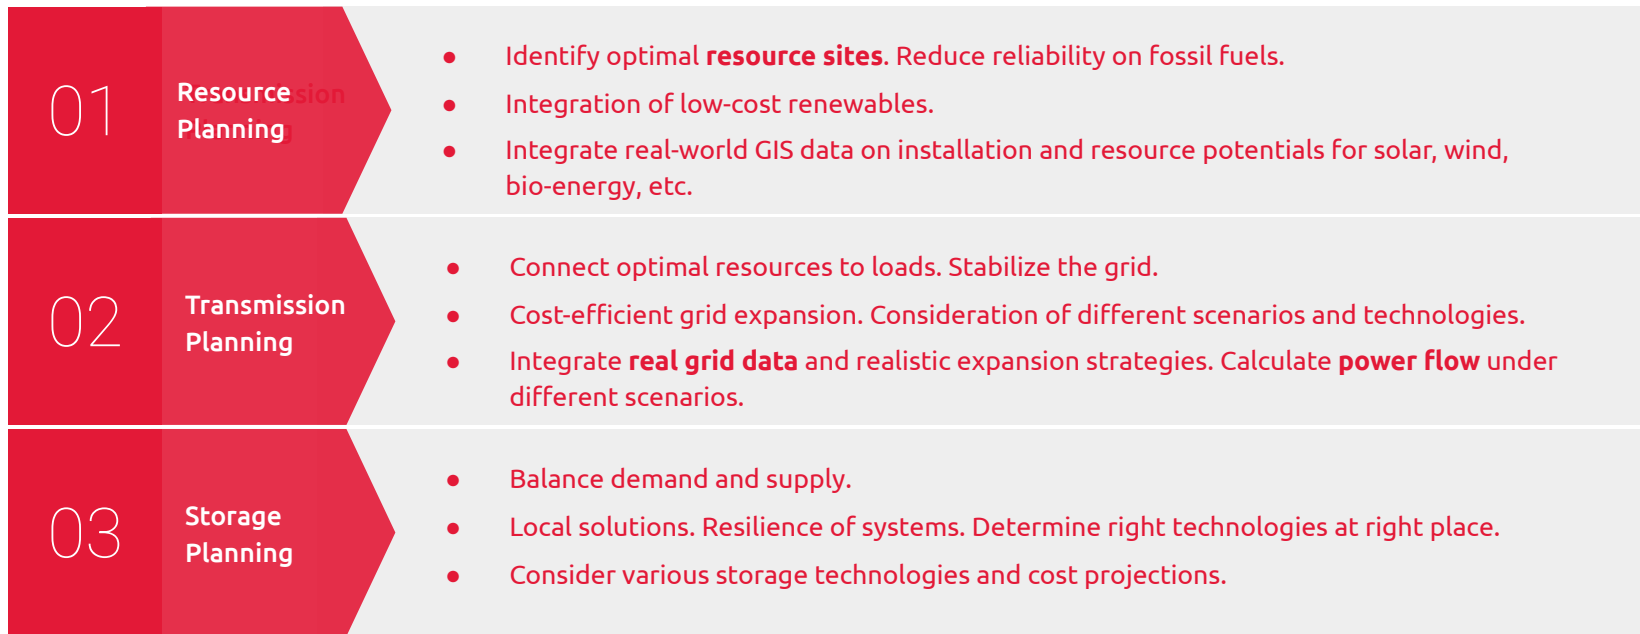 01
Resource
Planning
● Identify optimal resource sites. Reduce reliability on fossil fuels.
● Integration of low-cost renewables.
● Integrate real-world GIS data on installation and resource potentials for solar, wind,
bio-energy, etc.
02
Transmission
Planning
● Connect optimal resources to loads. Stabilize the grid.
● Cost-efficient grid expansion. Consideration of different scenarios and technologies.
● Integrate real grid data and realistic expansion strategies. Calculate power flow under
different scenarios.
03
Storage
Planning
● Balance demand and supply.
● Local solutions. Resilience of systems. Determine right technologies at right place.
● Consider various storage technologies and cost projections.